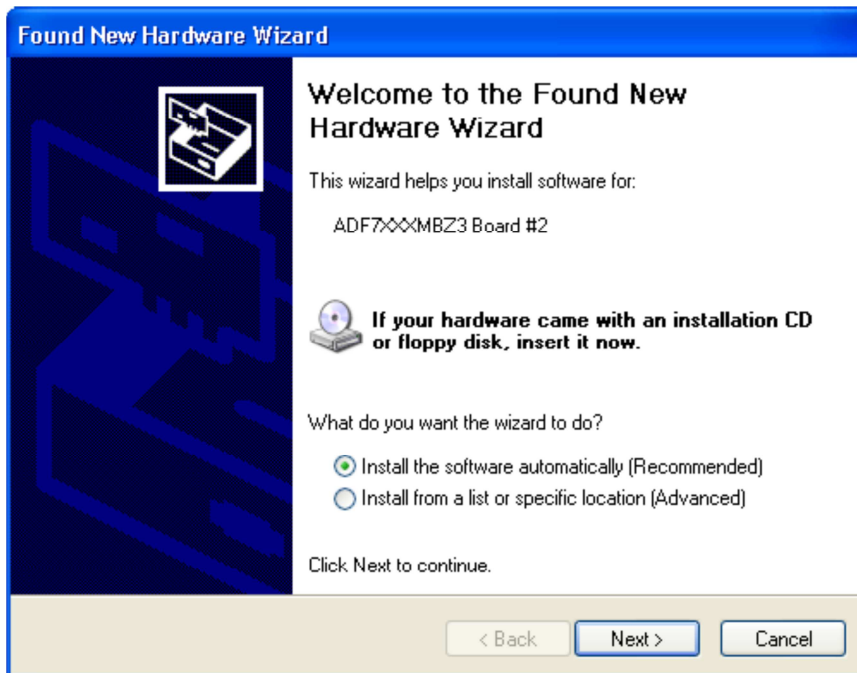 Found New Hardware Wizard
Welcome to the Found New
Hardware Wizard
This wizard helps you install software for:
ADF7XXXMBZ3 Board #2
If your hardware came with an installation CD
or floppy disk, insert it now.
What do you want the wizard to do?
Install the software automatically (Recommended)
Install from a list or specific location (Advanced)
Click Next to continue.
< Back Next > Cancel